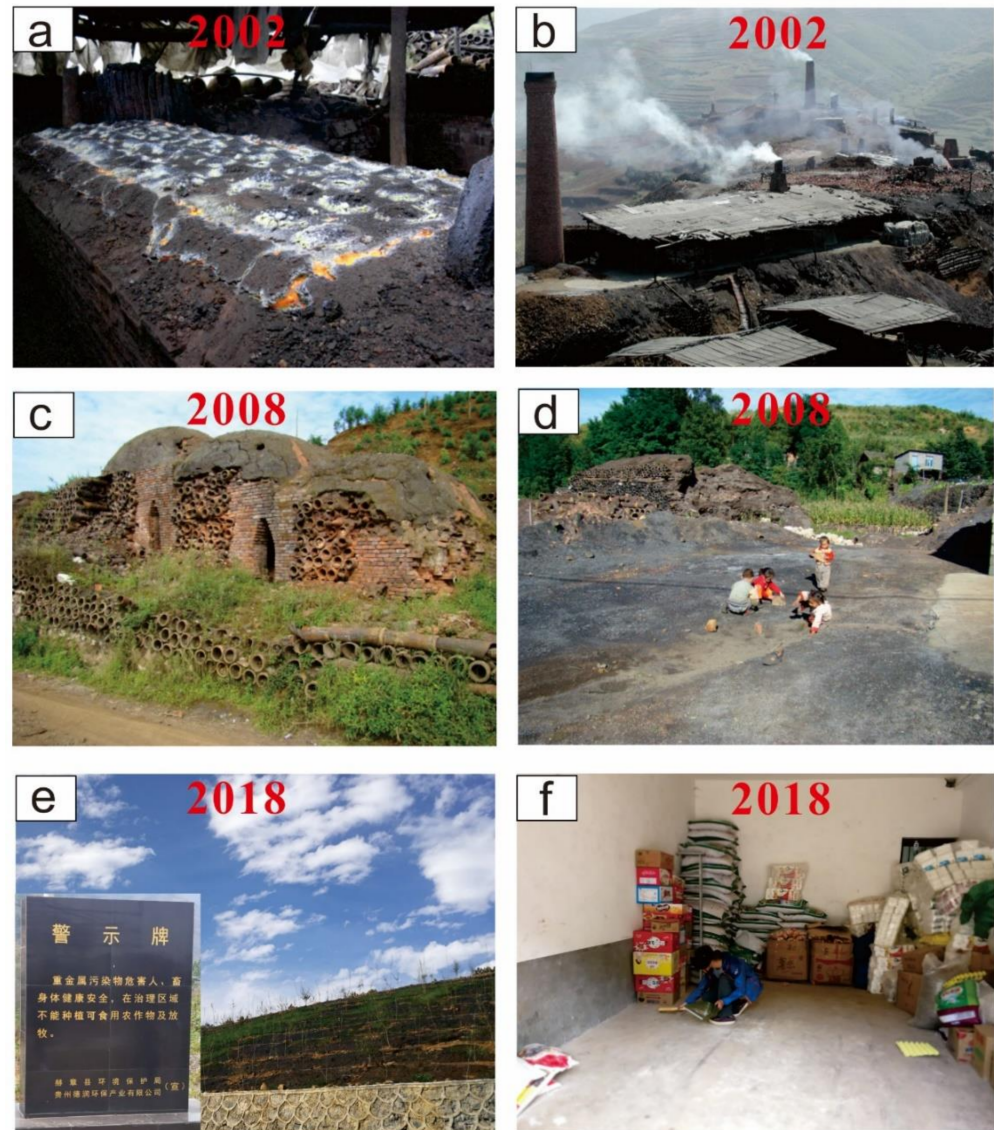 a
2002
b
2002
c
2008
d
2008
e
2018
f
2018
警示牌
重金属污染物危害人、畜
身体健康安全，在治理区域
不能种植可食用农作物及放
牧。
赫章县环境保护局
贵州德滨环保产业有限公司（宣）